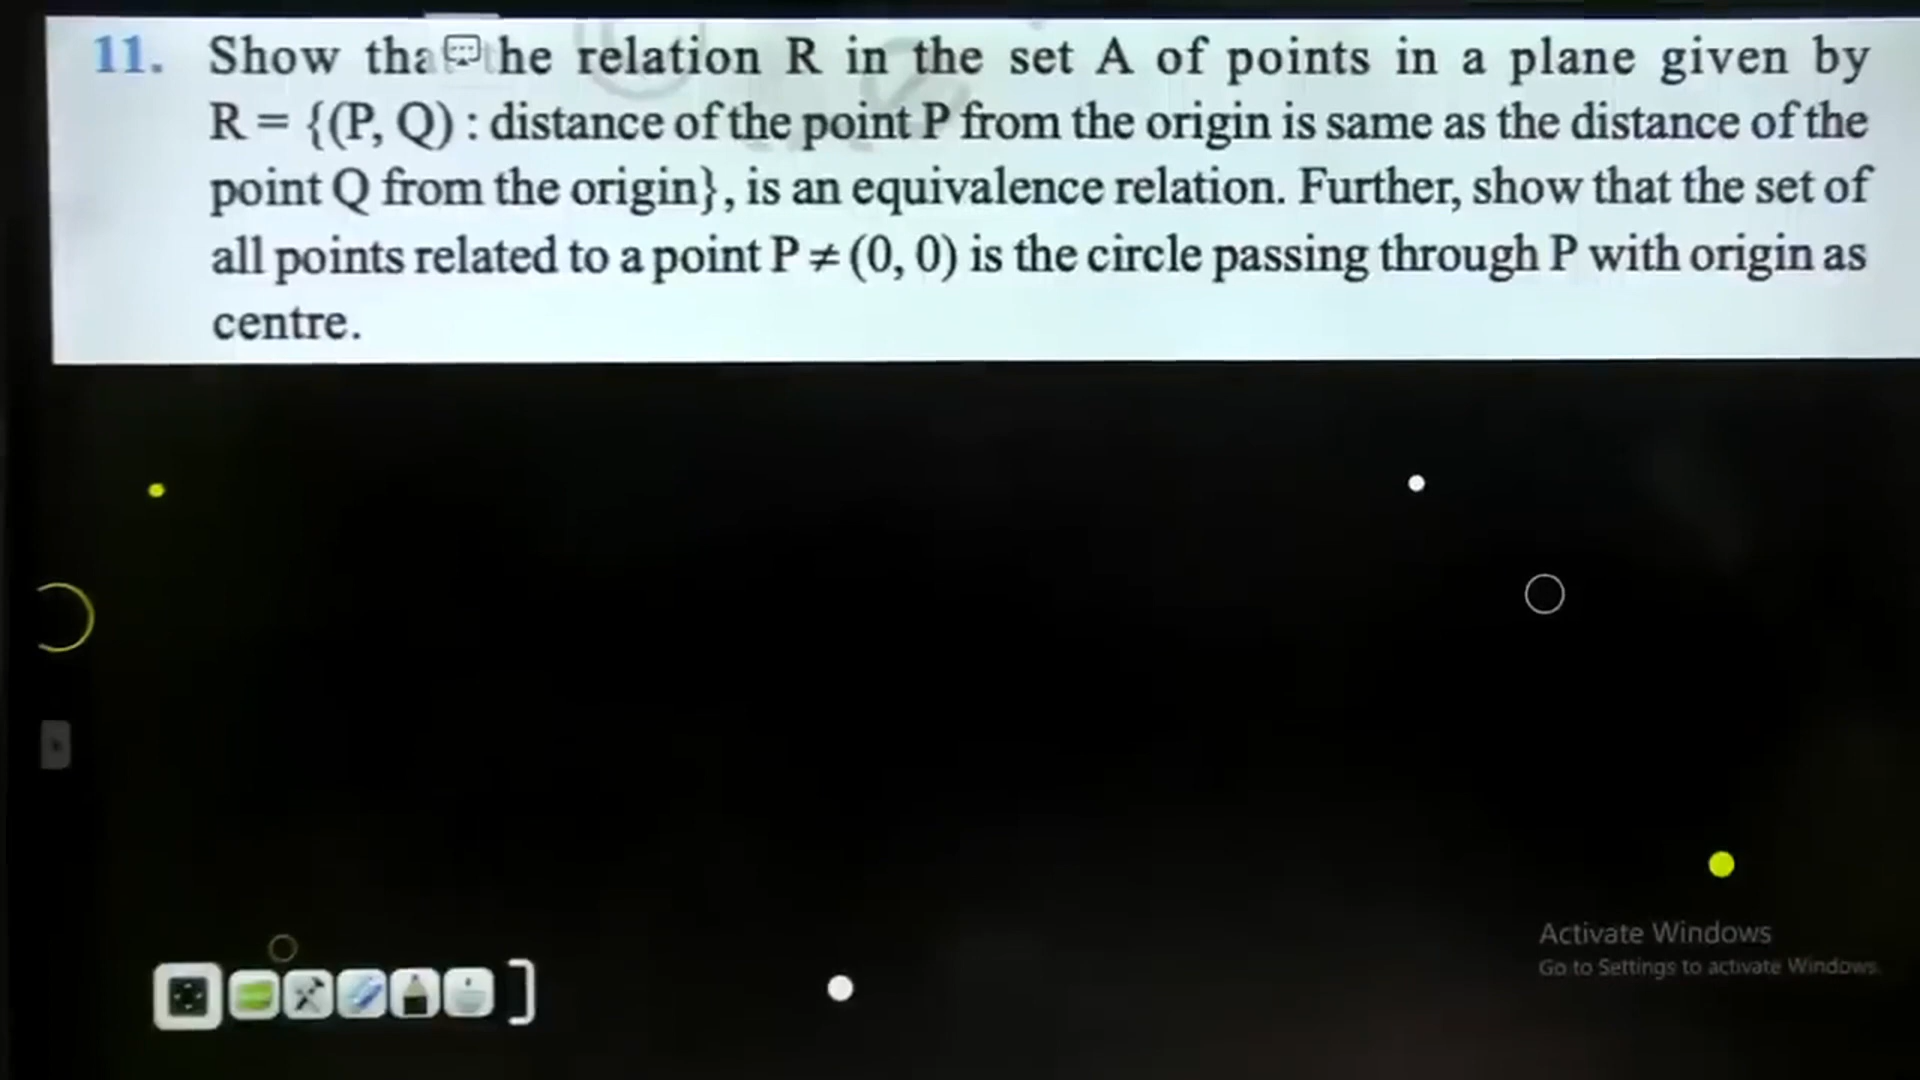 11. Show tha he relation R in the set A of points in a plane given by
R = {(P, Q) : distance of the point P from the origin is same as the distance of the
point Q from the origin}, is an equivalence relation. Further, show that the set of
all points related to a point P ≠ (0, 0) is the circle passing through P with origin as
centre.
Activate Windows
Go to Settings to activate Windows.